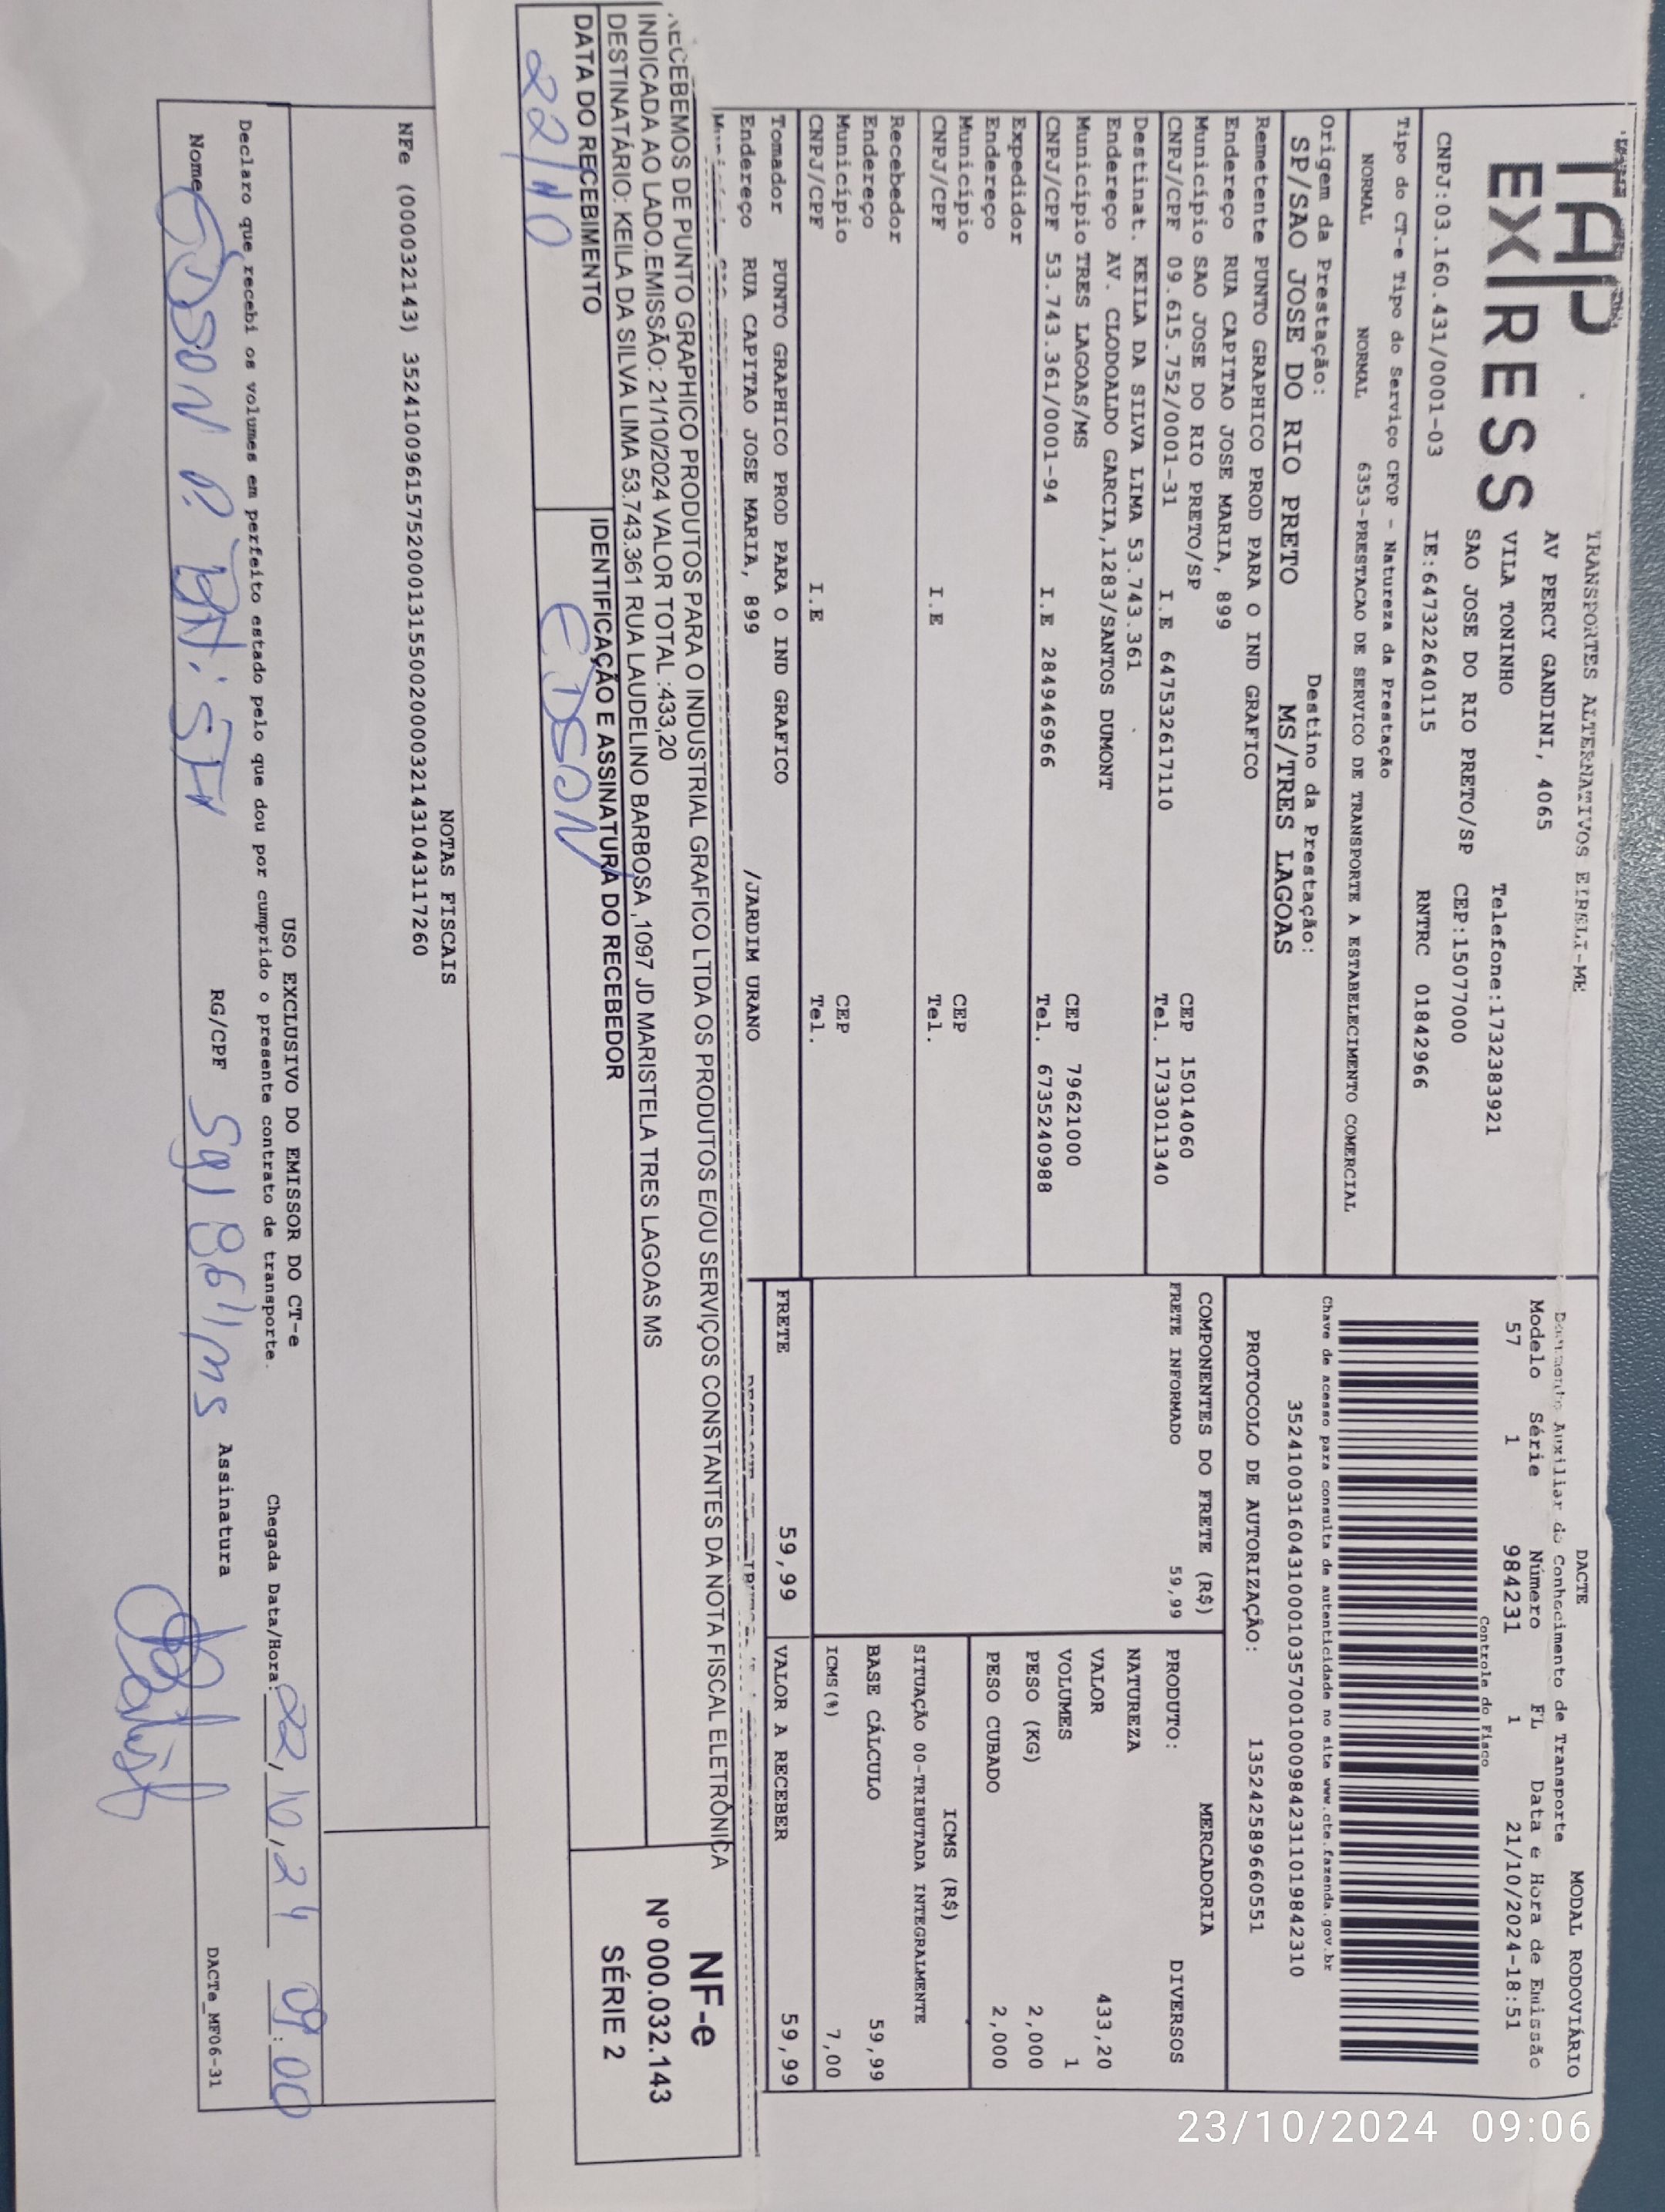 TAP
EXPRESS
TRANSPORTES ALTERNATIVOS EIRELI-ME
AV PERCY GANDINI, 4065
VILA TONINHO
Telefone:1732383921
SAO JOSE DO RIO PRETO/SP CEP:15077000
CNPJ:03.160.431/0001-03 IE:647322640115 RNTRC 01842966
DACTE
MODAL RODOVIÁRIO
Documento Auxiliar do Conhecimento de Transporte
Modelo Série Número FL Data e Hora de Emissão
57 1 984231 1 21/10/2024-18:51
Controle do Fisco
Tipo do CT-e Tipo do Serviço CFOP - Natureza da Prestação
NORMAL NORMAL 6353-PRESTACAO DE SERVICO DE TRANSPORTE A ESTABELECIMENTO COMERCIAL
Chave de acesso para consulta de autenticidade no site www.cte.fazenda.gov.br
35241003160431000103570010009842311019842310
Origem da Prestação: Destino da Prestação:
SP/SAO JOSE DO RIO PRETO MS/TRES LAGOAS
PROTOCOLO DE AUTORIZAÇÃO: 135242589660551
Remetente PUNTO GRAPHICO PROD PARA O IND GRAFICO
Endereço RUA CAPITAO JOSE MARIA, 899
Município SAO JOSE DO RIO PRETO/SP CEP 15014060
CNPJ/CPF 09.615.752/0001-31 I.E 647532617110 Tel. 1733011340
Destinat. KEILA DA SILVA LIMA 53.743.361
Endereço AV. CLODOALDO GARCIA,1283/SANTOS DUMONT
Municipio TRES LAGOAS/MS CEP 79621000
CNPJ/CPF 53.743.361/0001-94 I.E 284946966 Tel. 6735240988
Expedidor
Endereço
Município CEP
CNPJ/CPF I.E Tel.
Recebedor
Endereço
Município CEP
CNPJ/CPF I.E Tel.
COMPONENTES DO FRETE (R$)
FRETE INFORMADO 59,99
MERCADORIA
PRODUTO: DIVERSOS
NATUREZA
VALOR 433,20
VOLUMES 1
PESO (KG) 2,000
PESO CUBADO 2,000
ICMS (R$)
SITUAÇÃO 00-TRIBUTADA INTEGRALMENTE
BASE CÁLCULO 59,99
ICMS(%) 7,00
Tomador PUNTO GRAPHICO PROD PARA O IND GRAFICO
Endereço RUA CAPITAO JOSE MARIA, 899 /JARDIM URANO
FRETE 59,99 VALOR A RECEBER 59,99
RECEBEMOS DE PUNTO GRAPHICO PRODUTOS PARA O INDUSTRIAL GRAFICO LTDA OS PRODUTOS E/OU SERVIÇOS CONSTANTES DA NOTA FISCAL ELETRÔNICA
INDICADA AO LADO.EMISSÃO: 21/10/2024 VALOR TOTAL :433,20
DESTINATÁRIO: KEILA DA SILVA LIMA 53.743.361 RUA LAUDELINO BARBOSA ,1097 JD MARISTELA TRES LAGOAS MS
DATA DO RECEBIMENTO IDENTIFICAÇÃO E ASSINATURA DO RECEBEDOR
22/10 EDSON
NF-e
Nº 000.032.143
SÉRIE 2
NOTAS FISCAIS
NFe (000032143) 35241009615752000131550020000321431043117260
USO EXCLUSIVO DO EMISSOR DO CT-e
Declaro que recebi os volumes em perfeito estado pelo que dou por cumprido o presente contrato de transporte.
Chegada Data/Hora: 22/10/24 09:00
Nome EDSON P. RG/CPF Assinatura
DACTe_MF06-31
23/10/2024 09:06